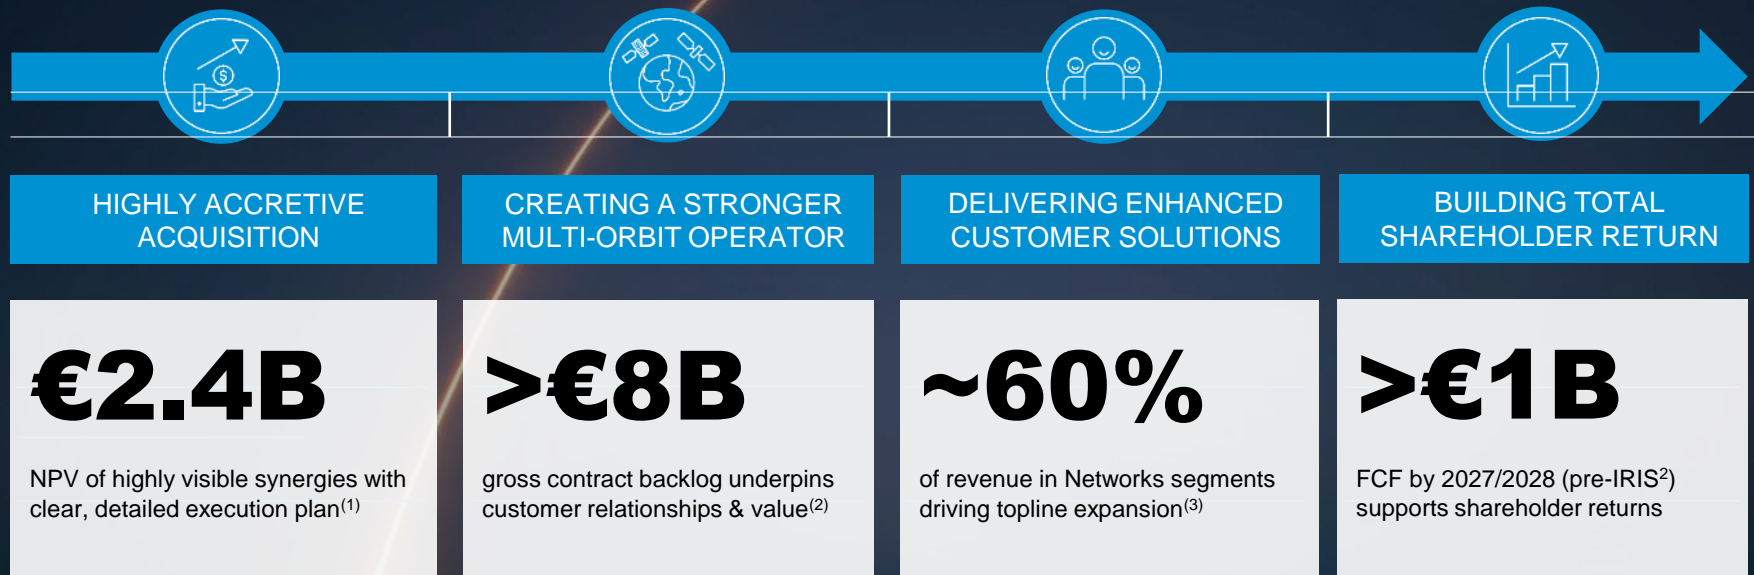 $
HIGHLY ACCRETIVE
ACQUISITION
CREATING A STRONGER
MULTI-ORBIT OPERATOR
DELIVERING ENHANCED
CUSTOMER SOLUTIONS
BUILDING TOTAL
SHAREHOLDER RETURN
€2.4B
NPV of highly visible synergies with
clear, detailed execution plan(1)
>€8B
gross contract backlog underpins
customer relationships & value(2)
~60%
of revenue in Networks segments
driving topline expansion(3)
>€1B
FCF by 2027/2028 (pre-IRIS²)
supports shareholder returns